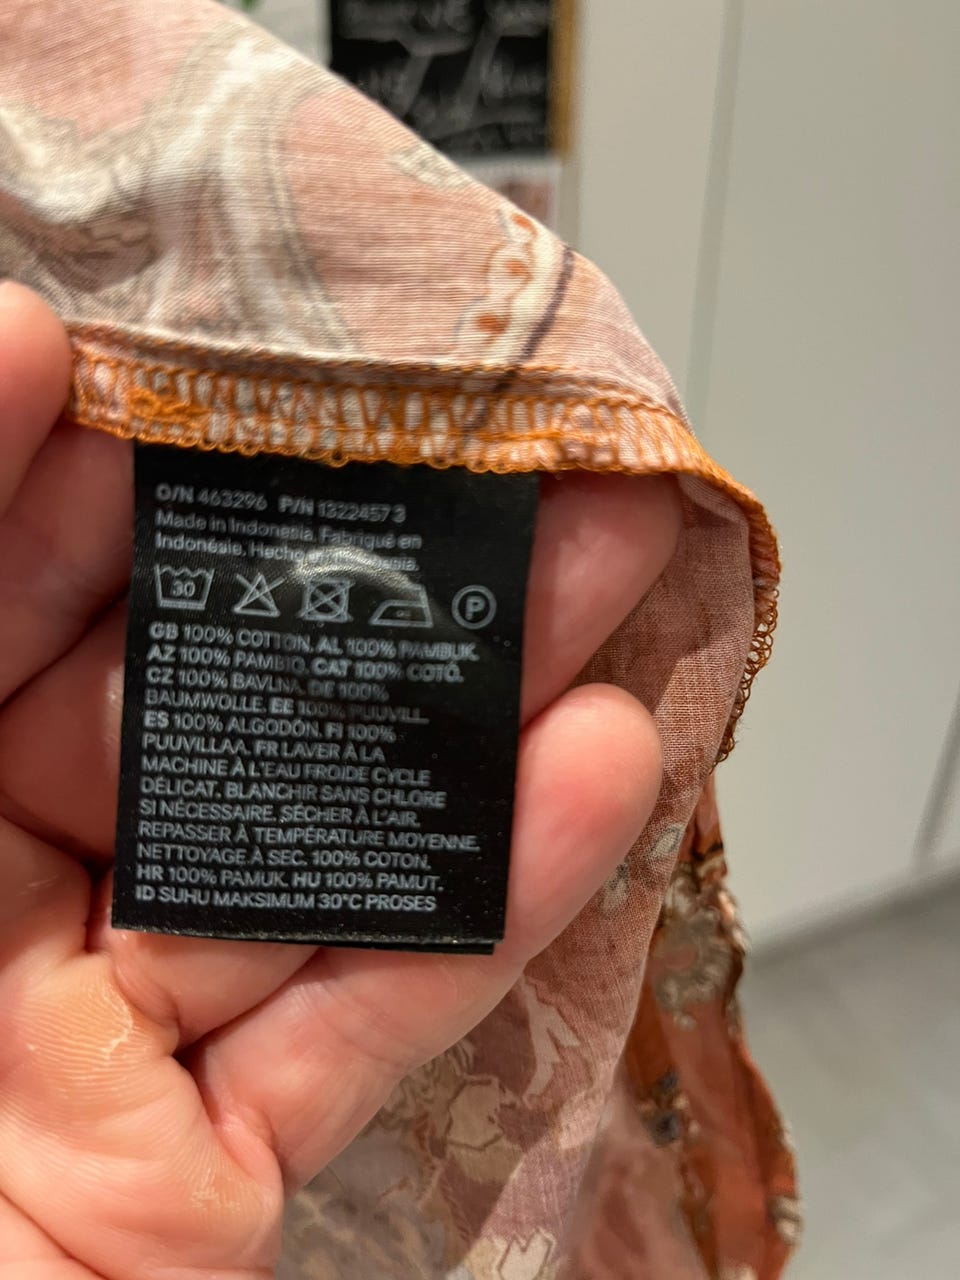 O/N 463296 P/N 13224573
Made in Indonesia. Fabriqué en
Indonésie. Hecho
30
P
GB 100% COTTON. AL 100% PAMBUK.
AZ 100% PAMBIQ. CAT 100% COTÓ.
CZ 100% BAVLNA. DE 100%
BAUMWOLLE. EE 100% PUUVILL.
ES 100% ALGODÓN. FI 100%
PUUVILLAA. FR LAVER À LA
MACHINE À L'EAU FROIDE CYCLE
DÉLICAT. BLANCHIR SANS CHLORE
SI NÉCESSAIRE. SÉCHER À L'AIR.
REPASSER À TEMPÉRATURE MOYENNE.
NETTOYAGE À SEC. 100% COTON.
HR 100% PAMUK. HU 100% PAMUT.
ID SUHU MAKSIMUM 30°C PROSES